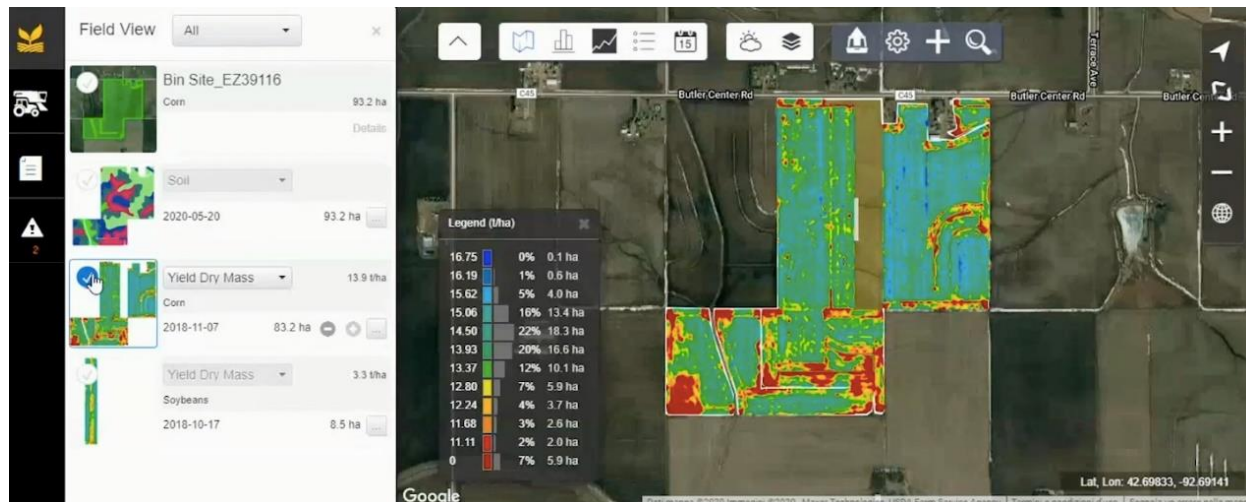 Field View
All
Bin Site_EZ39116
Corn 93.2 ha
Details
Soil
2020-05-20 93.2 ha
2
Yield Dry Mass 13.9 t/ha
Corn
2018-11-07 83.2 ha
Yield Dry Mass 3.3 t/ha
Soybeans
2018-10-17 8.5 ha
15
Terrace Ave
C45
Butler Center Rd
C45
Butler Center Rd
Legend (t/ha)
16.75 0% 0.1 ha
16.19 1% 0.6 ha
15.62 5% 4.0 ha
15.06 16% 13.4 ha
14.50 22% 18.3 ha
13.93 20% 16.6 ha
13.37 12% 10.1 ha
12.80 7% 5.9 ha
12.24 4% 3.7 ha
11.68 3% 2.6 ha
11.11 2% 2.0 ha
0 7% 5.9 ha
Lat, Lon: 42.69833, -92.69141
Google